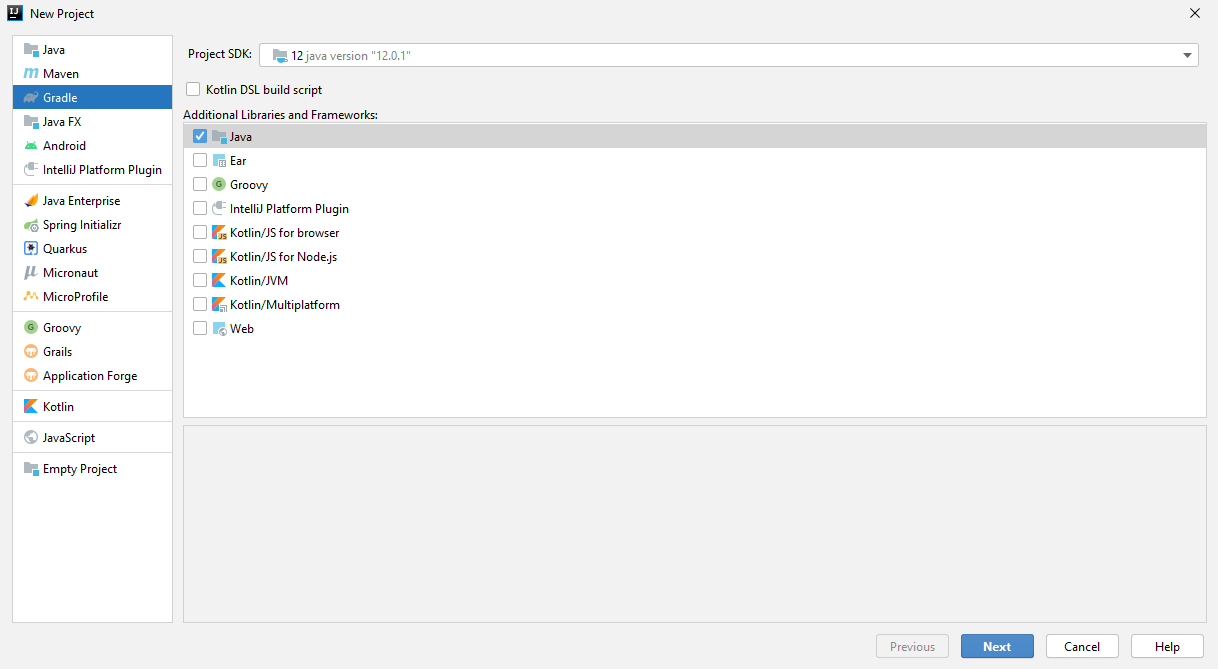 New Project
Java
Maven
Gradle
Java FX
Android
IntelliJ Platform Plugin
Java Enterprise
Spring Initializr
Quarkus
Micronaut
MicroProfile
Groovy
Grails
Application Forge
Kotlin
JavaScript
Empty Project
Project SDK: 12 java version "12.0.1"
Kotlin DSL build script
Additional Libraries and Frameworks:
Java
Ear
Groovy
IntelliJ Platform Plugin
Kotlin/JS for browser
Kotlin/JS for Node.js
Kotlin/JVM
Kotlin/Multiplatform
Web
Previous Next Cancel Help